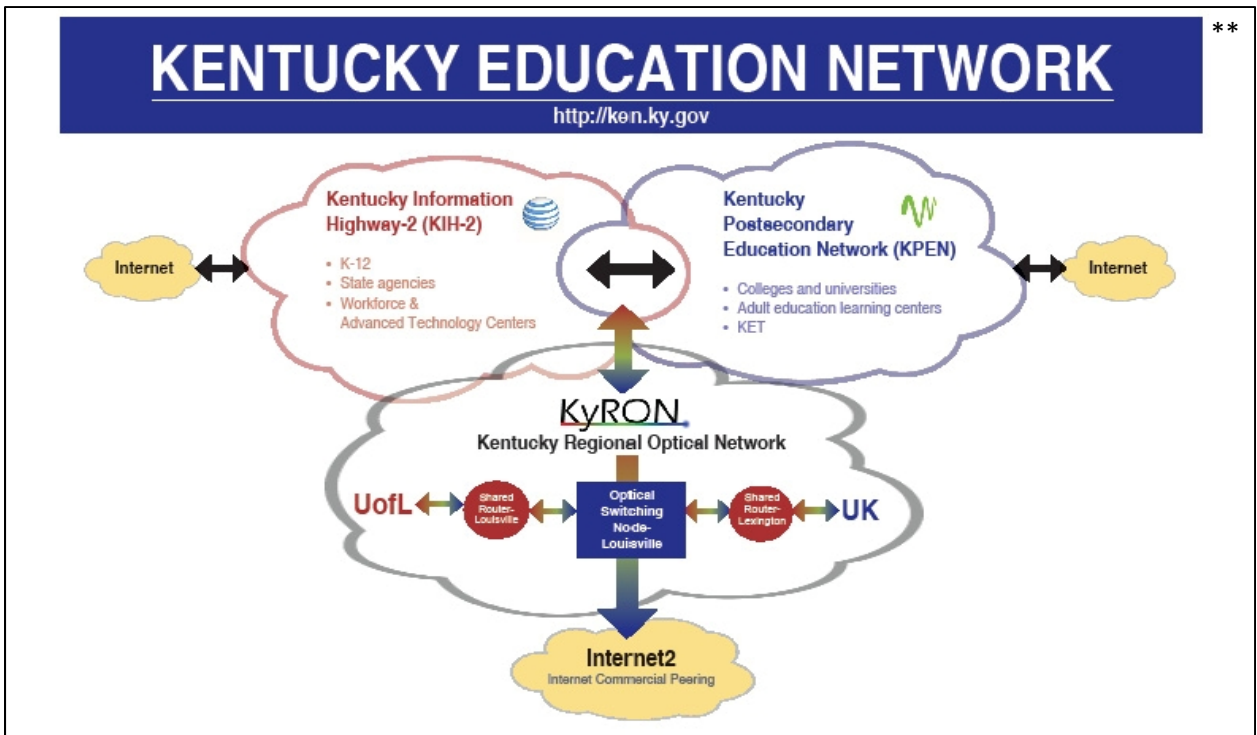 **
KENTUCKY EDUCATION NETWORK
http://ken.ky.gov
Kentucky Information
Highway-2 (KIH-2)
• K-12
• State agencies
• Workforce &
Advanced Technology Centers
Kentucky
Postsecondary
Education Network (KPEN)
• Colleges and universities
• Adult education learning centers
• KET
Internet
Internet
KyRON
Kentucky Regional Optical Network
UofL
Shared
Router-
Louisville
Optical
Switching
Node-
Louisville
Shared
Router-
Lexington
UK
Internet2
Internet Commercial Peering